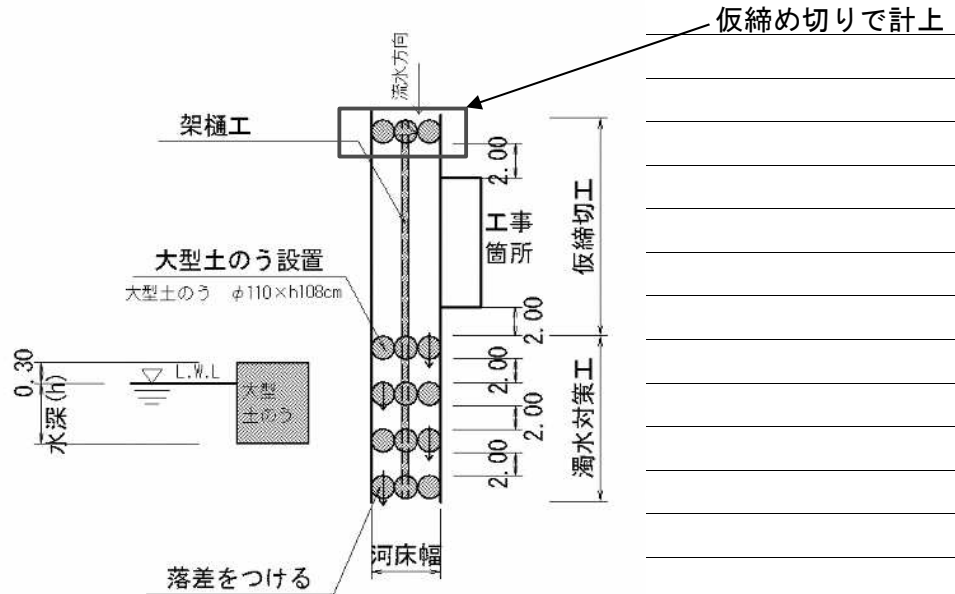 仮締め切りで計上
流水方向
架樋工
2.00
工事
箇所
仮締切工
大型土のう設置
大型土のう φ110×h108cm
2.00
0.30
L.W.L
大型
土のう
水深(h)
2.00
2.00
2.00
濁水対策工
河床幅
落差をつける